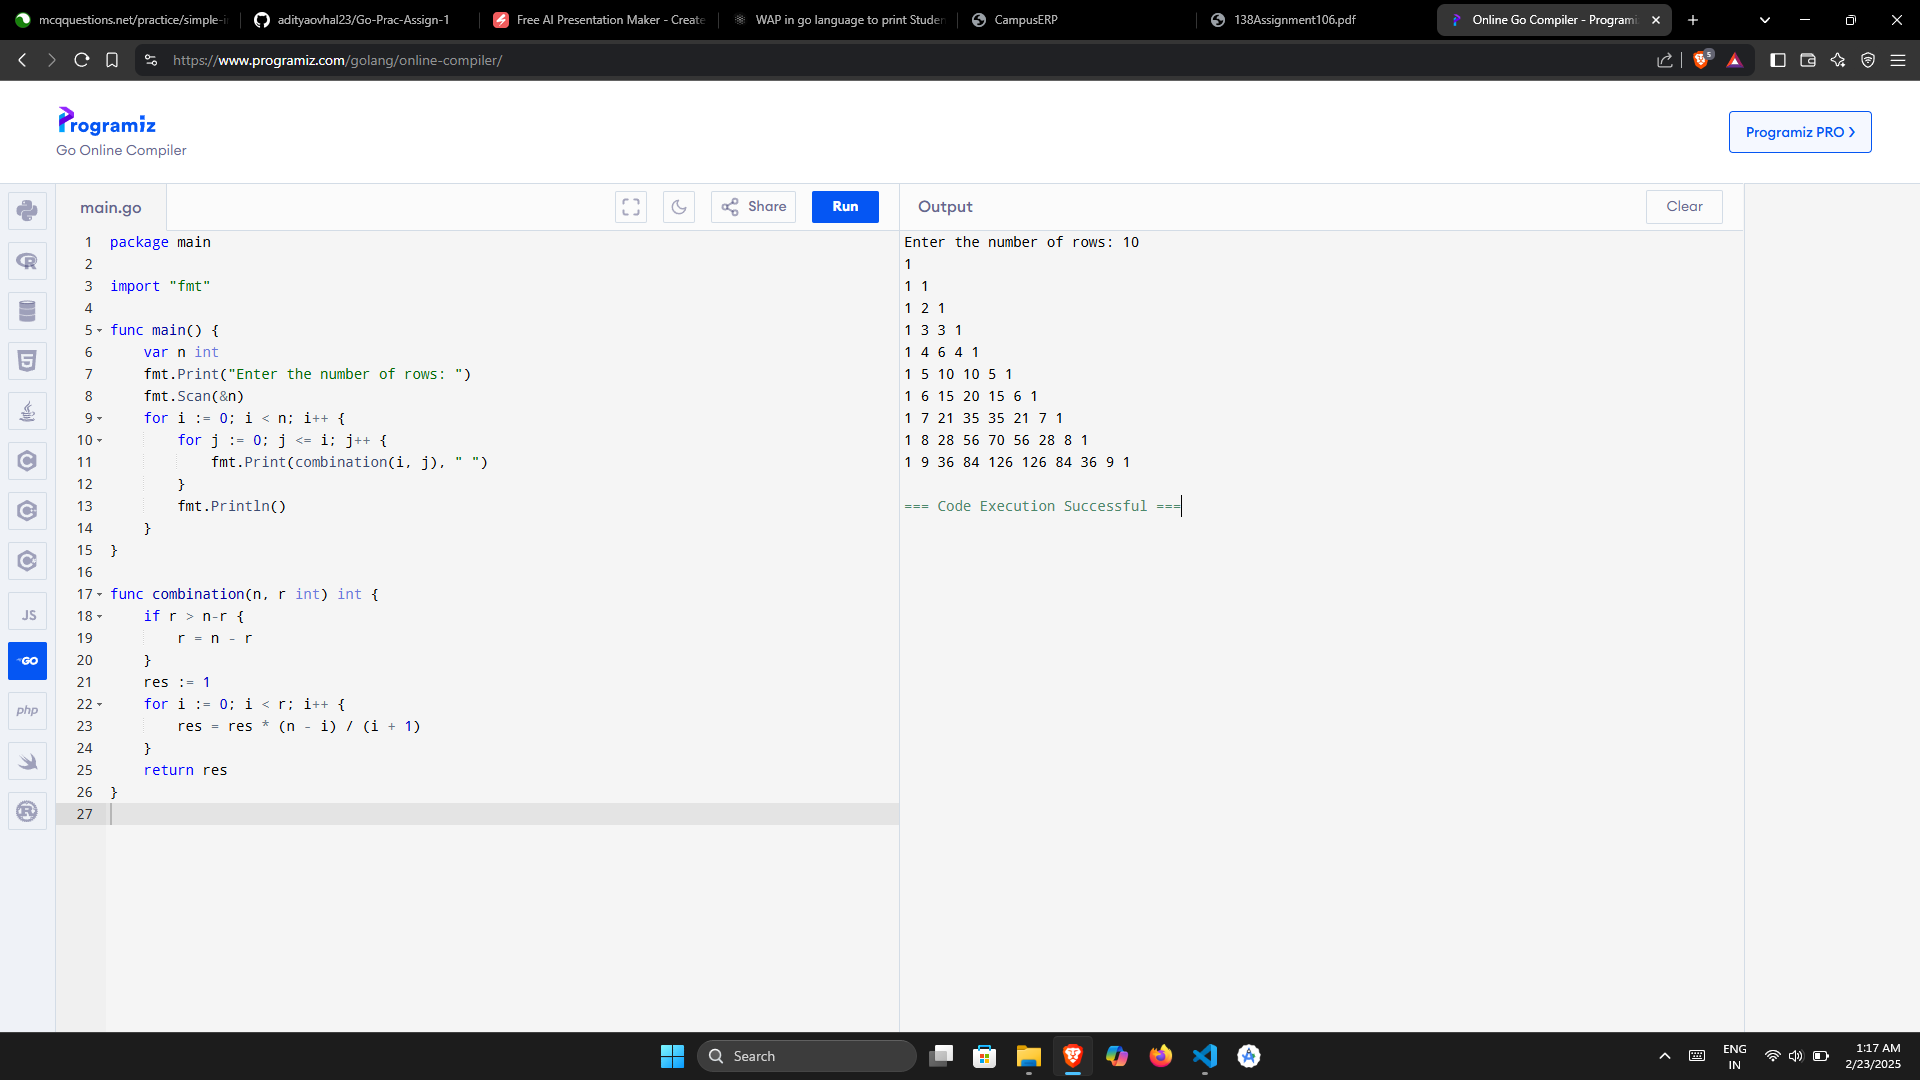 mcqquestions.net/practice/simple-i
adityaovhal23/Go-Prac-Assign-1
Free AI Presentation Maker - Create
WAP in go language to print Studen
CampusERP
138Assignment106.pdf
Online Go Compiler - Programi
https://www.programiz.com/golang/online-compiler/
5
Programiz
Go Online Compiler
Programiz PRO
main.go
Share
Run
Output
Clear
1 package main
2
3 import "fmt"
4
5 func main() {
6 var n int
7 fmt.Print("Enter the number of rows: ")
8 fmt.Scan(&n)
9 for i := 0; i < n; i++ {
10 for j := 0; j <= i; j++ {
11 fmt.Print(combination(i, j), " ")
12 }
13 fmt.Println()
14 }
15 }
16
17 func combination(n, r int) int {
18 if r > n-r {
19 r = n - r
20 }
21 res := 1
22 for i := 0; i < r; i++ {
23 res = res * (n - i) / (i + 1)
24 }
25 return res
26 }
27
Enter the number of rows: 10
1
1 1
1 2 1
1 3 3 1
1 4 6 4 1
1 5 10 10 5 1
1 6 15 20 15 6 1
1 7 21 35 35 21 7 1
1 8 28 56 70 56 28 8 1
1 9 36 84 126 126 84 36 9 1
=== Code Execution Successful ===
JS
GO
php
Search
ENG
IN
1:17 AM
2/23/2025